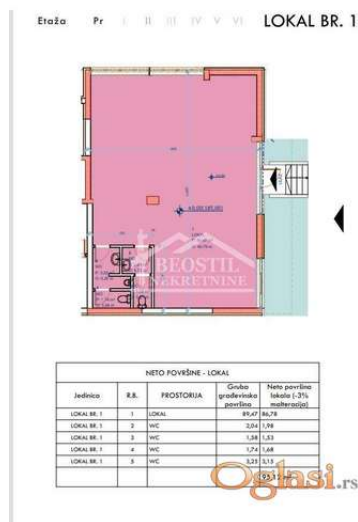 Etaža Pr I II III IV V VI LOKAL BR. 1
BEOSTIL
NEKRETNINE
NETO POVRŠINE - LOKAL
Jedinica R.B. PROSTORIJA Gruba građevinska površina Neto površina lokala (-3% malteracija)
LOKAL BR. 1 1 LOKAL 89,47 86,78
LOKAL BR. 1 2 WC 2,04 1,98
LOKAL BR. 1 3 WC 1,58 1,53
LOKAL BR. 1 4 WC 1,74 1,68
LOKAL BR. 1 5 WC 3,25 3,15
95,12
Oglasi.rs